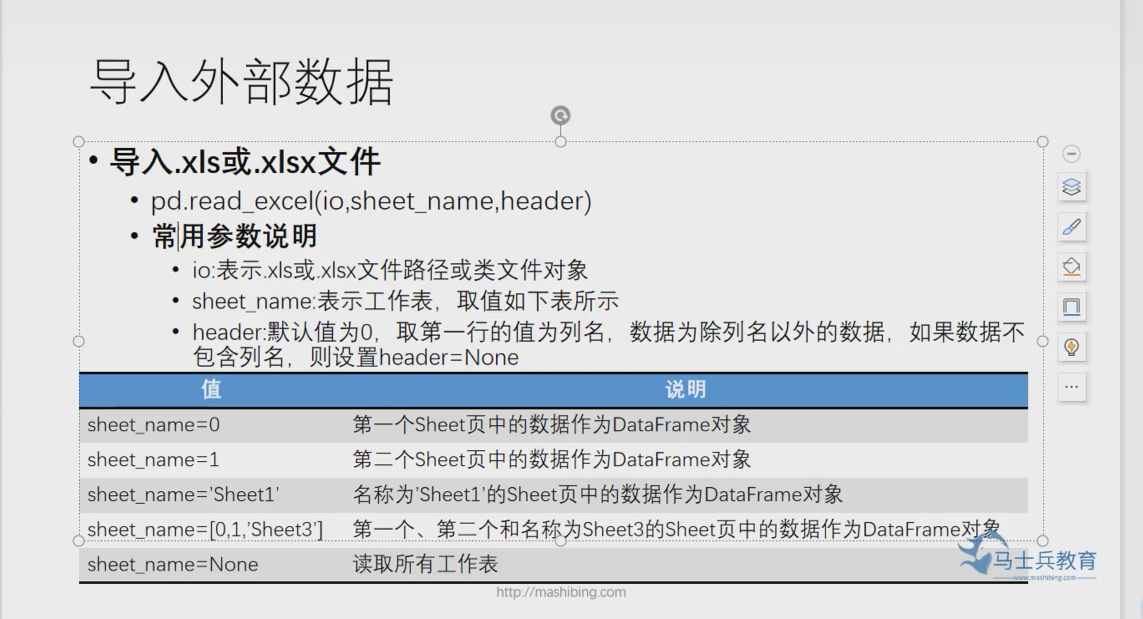 导入外部数据
• 导入.xls或.xlsx文件
• pd.read_excel(io,sheet_name,header)
• 常用参数说明
• io:表示.xls或.xlsx文件路径或类文件对象
• sheet_name:表示工作表，取值如下表所示
• header:默认值为0，取第一行的值为列名，数据为除列名以外的数据，如果数据不
包含列名，则设置header=None
值 说明
sheet_name=0 第一个Sheet页中的数据作为DataFrame对象
sheet_name=1 第二个Sheet页中的数据作为DataFrame对象
sheet_name='Sheet1' 名称为'Sheet1'的Sheet页中的数据作为DataFrame对象
sheet_name=[0,1,'Sheet3'] 第一个、第二个和名称为Sheet3的Sheet页中的数据作为DataFrame对象
sheet_name=None 读取所有工作表
马士兵教育
www.mashibing.com
http://mashibing.com